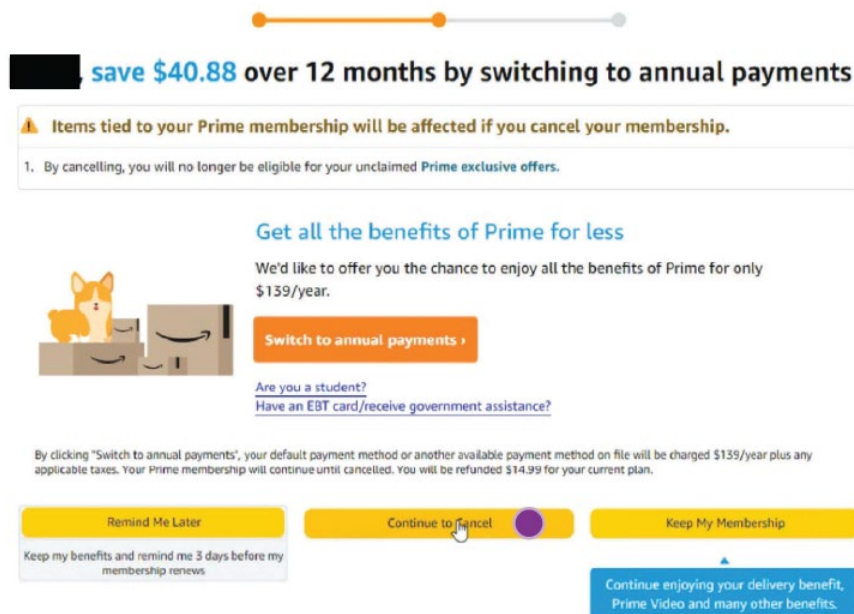 , save $40.88 over 12 months by switching to annual payments
Items tied to your Prime membership will be affected if you cancel your membership.
1. By cancelling, you will no longer be eligible for your unclaimed Prime exclusive offers.
Get all the benefits of Prime for less
We'd like to offer you the chance to enjoy all the benefits of Prime for only
$139/year.
Switch to annual payments ›
Are you a student?
Have an EBT card/receive government assistance?
By clicking "Switch to annual payments", your default payment method or another available payment method on file will be charged $139/year plus any
applicable taxes. Your Prime membership will continue until cancelled. You will be refunded $14.99 for your current plan.
Remind Me Later
Keep my benefits and remind me 3 days before my
membership renews
Continue to Cancel
Keep My Membership
Continue enjoying your delivery benefit,
Prime Video and many other benefits.